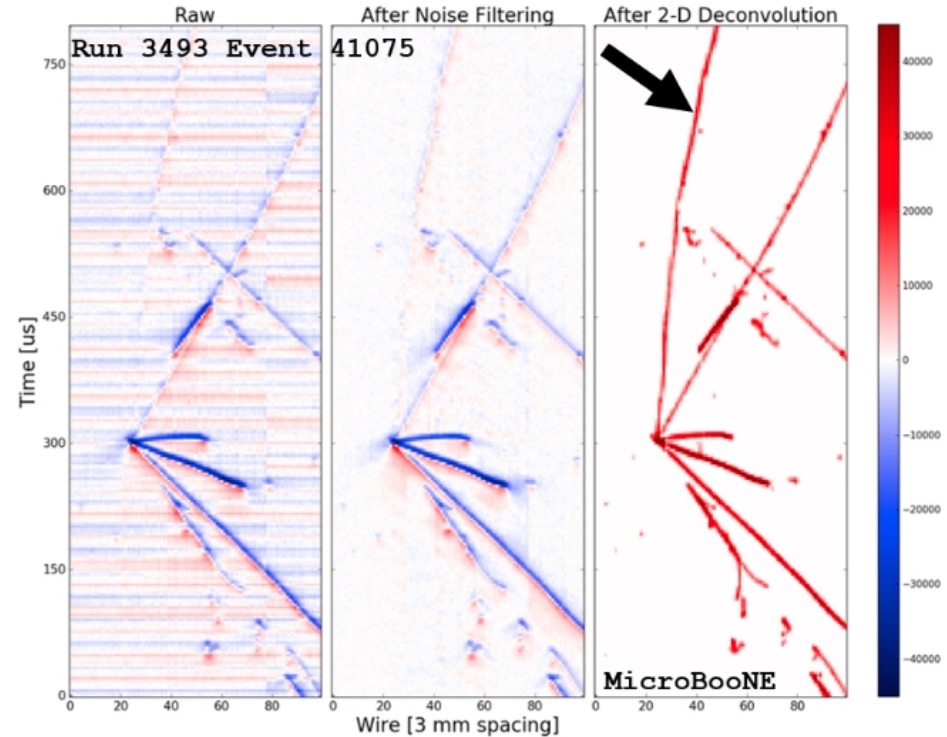 Raw
After Noise Filtering
After 2-D Deconvolution
Run 3493 Event 41075
750
600
450
300
150
0
Time [us]
0 20 40 60 80
0 20 40 60 80
0 20 40 60 80
Wire [3 mm spacing]
MicroBooNE
40000
30000
20000
10000
0
-10000
-20000
-30000
-40000